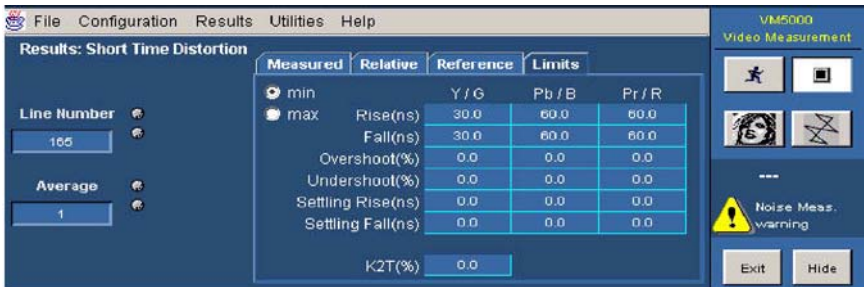 File Configuration Results Utilities Help
VM5000
Video Measurement
Results: Short Time Distortion
Measured Relative Reference Limits
min Y / G Pb / B Pr / R
max Rise(ns) 30.0 60.0 60.0
Fall(ns) 30.0 60.0 60.0
Overshoot(%) 0.0 0.0 0.0
Undershoot(%) 0.0 0.0 0.0
Settling Rise(ns) 0.0 0.0 0.0
Settling Fall(ns) 0.0 0.0 0.0
K2T(%) 0.0
Line Number
165
Average
1
---
Noise Meas.
warning
Exit Hide